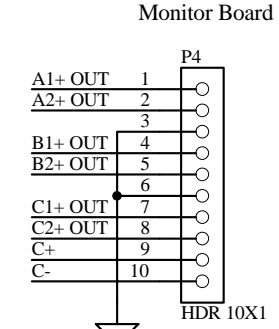 Monitor Board
P4
A1+ OUT 1
A2+ OUT 2
3
B1+ OUT 4
B2+ OUT 5
6
C1+ OUT 7
C2+ OUT 8
C+ 9
C- 10
HDR 10X1